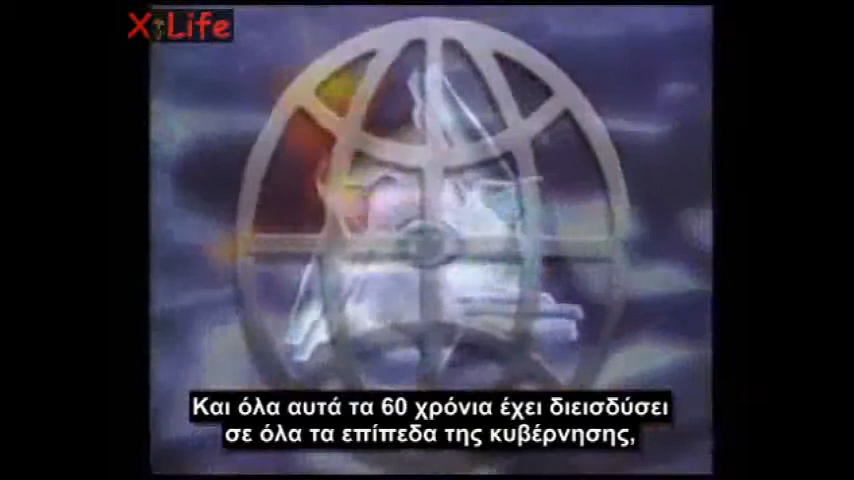 X Life
Και όλα αυτά τα 60 χρόνια έχει διεισδύσει
σε όλα τα επίπεδα της κυβέρνησης,